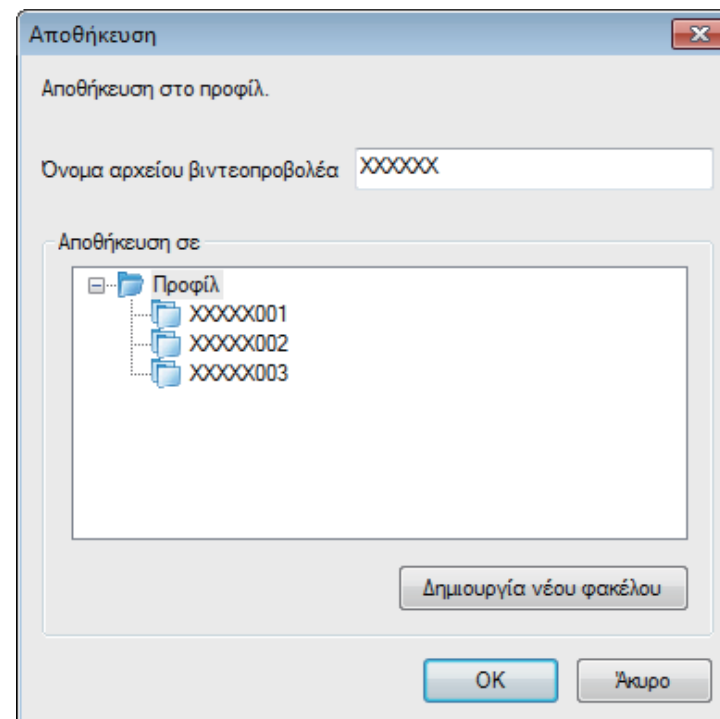 Αποθήκευση
Αποθήκευση στο προφίλ.
Όνομα αρχείου βιντεοπροβολέα XXXXXX
Αποθήκευση σε
Προφίλ
XXXXX001
XXXXX002
XXXXX003
Δημιουργία νέου φακέλου
OK Άκυρο